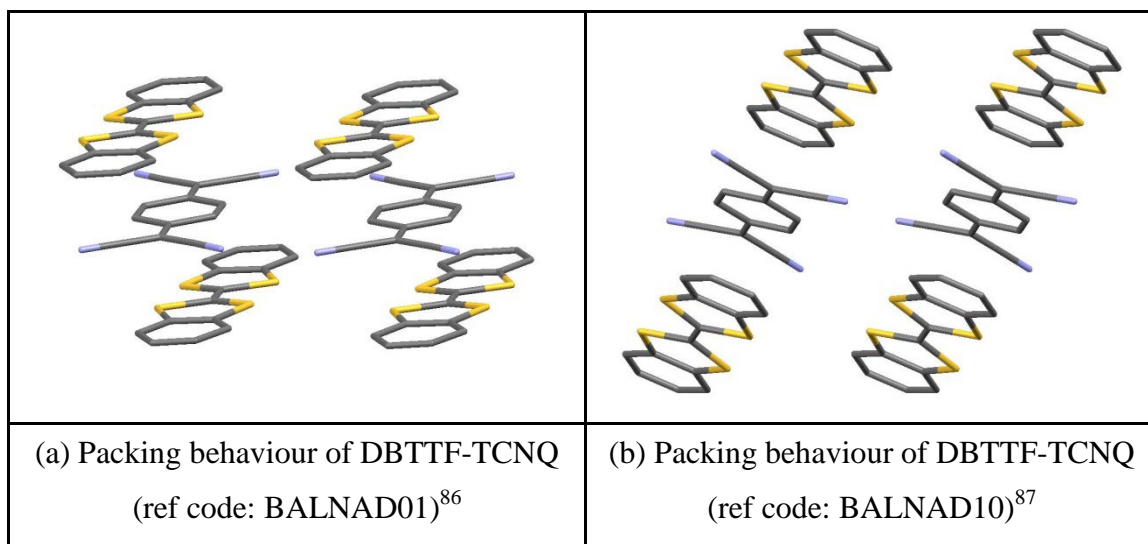 (a) Packing behaviour of DBTTF-TCNQ
(ref code: BALNAD01)86
(b) Packing behaviour of DBTTF-TCNQ
(ref code: BALNAD10)87